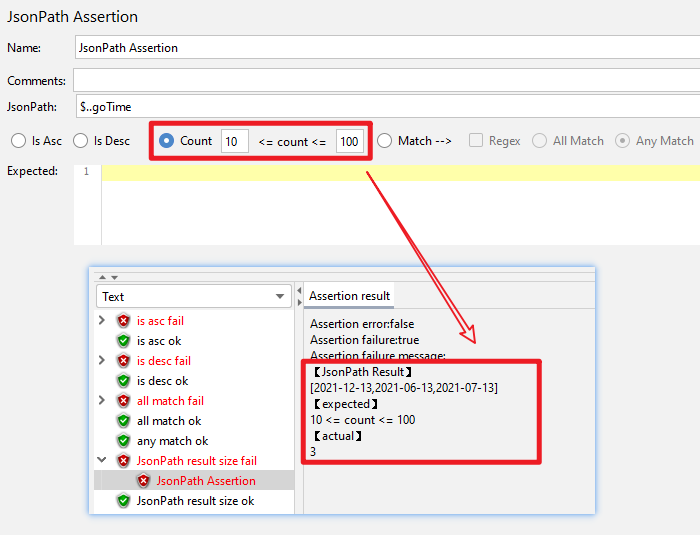 JsonPath Assertion
Name: JsonPath Assertion
Comments:
JsonPath: $..goTime
Is Asc Is Desc Count 10 <= count <= 100 Match --> Regex All Match Any Match
Expected: 1
Text
is asc fail
is asc ok
is desc fail
is desc ok
all match fail
all match ok
any match ok
JsonPath result size fail
JsonPath Assertion
JsonPath result size ok
Assertion result
Assertion error:false
Assertion failure:true
Assertion failure message:
【JsonPath Result】
[2021-12-13,2021-06-13,2021-07-13]
【expected】
10 <= count <= 100
【actual】
3